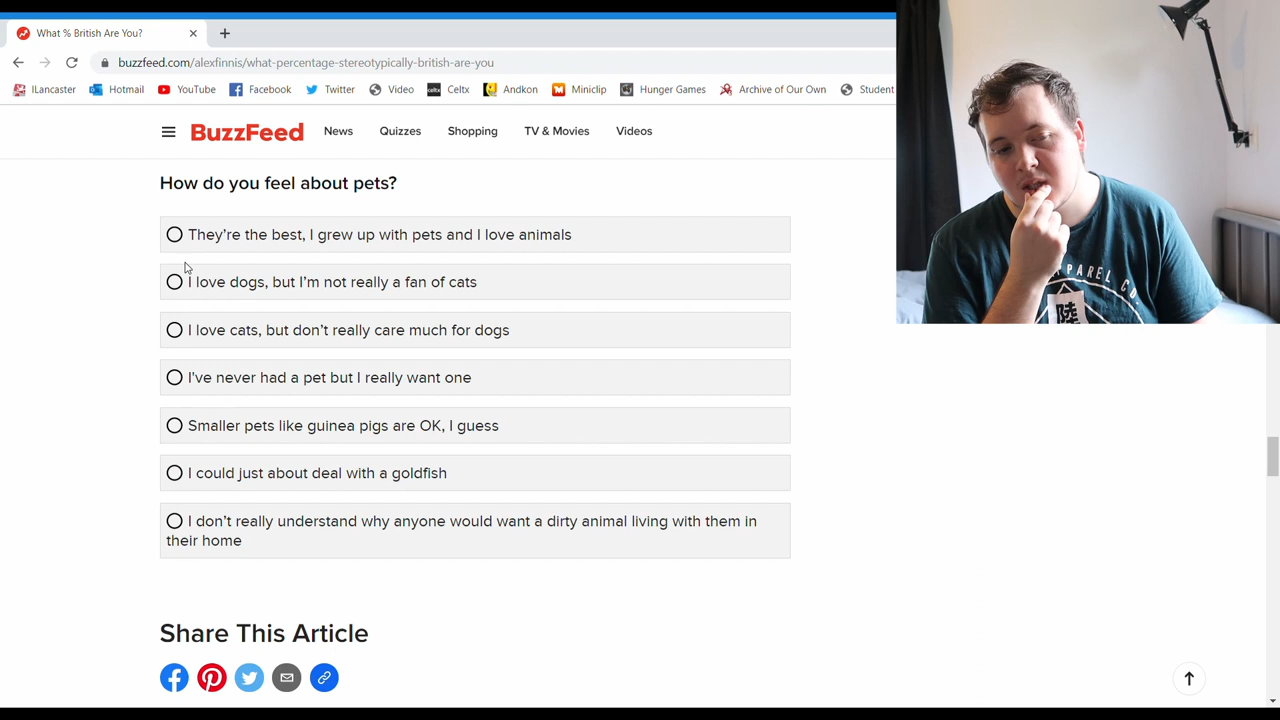 What % British Are You?
buzzfeed.com/alexfinnis/what-percentage-stereotypically-british-are-you
ILancaster Hotmail YouTube Facebook Twitter Video Celtx Andkon Miniclip Hunger Games Archive of Our Own Student
BuzzFeed News Quizzes Shopping TV & Movies Videos
How do you feel about pets?
They're the best, I grew up with pets and I love animals
I love dogs, but I'm not really a fan of cats
I love cats, but don't really care much for dogs
I've never had a pet but I really want one
Smaller pets like guinea pigs are OK, I guess
I could just about deal with a goldfish
I don't really understand why anyone would want a dirty animal living with them in
their home
Share This Article
APPAREL CO.
陸